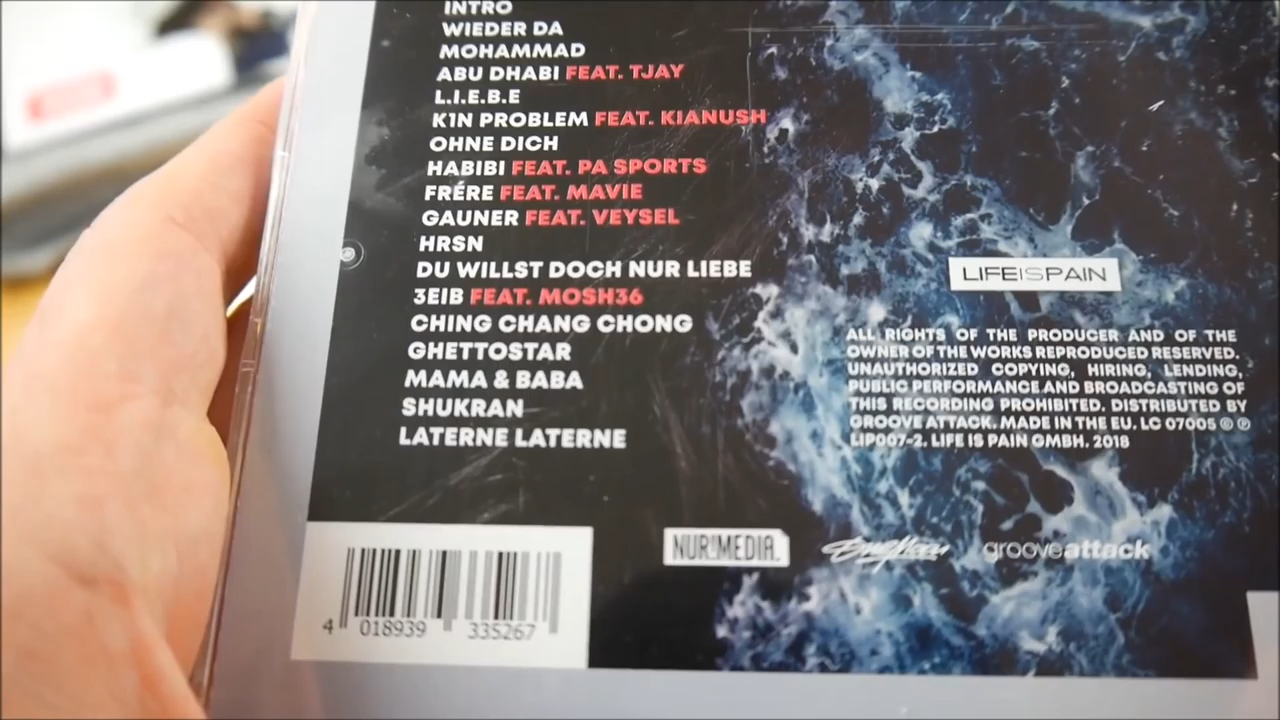 INTRO
WIEDER DA
MOHAMMAD
ABU DHABI FEAT. TJAY
L.I.E.B.E
K1N PROBLEM FEAT. KIANUSH
OHNE DICH
HABIBI FEAT. PA SPORTS
FRÉRE FEAT. MAVIE
GAUNER FEAT. VEYSEL
HRSN
DU WILLST DOCH NUR LIEBE
3EIB FEAT. MOSH36
CHING CHANG CHONG
GHETTOSTAR
MAMA & BABA
SHUKRAN
LATERNE LATERNE
LIFEISPAIN
ALL RIGHTS OF THE PRODUCER AND OF THE
OWNER OF THE WORKS REPRODUCED RESERVED.
UNAUTHORIZED COPYING, HIRING, LENDING,
PUBLIC PERFORMANCE AND BROADCASTING OF
THIS RECORDING PROHIBITED. DISTRIBUTED BY
GROOVE ATTACK. MADE IN THE EU. LC 07005 © ℗
LIP007-2. LIFE IS PAIN GMBH. 2018
NUR!MEDIA.
grooveattack
4 018939 335267